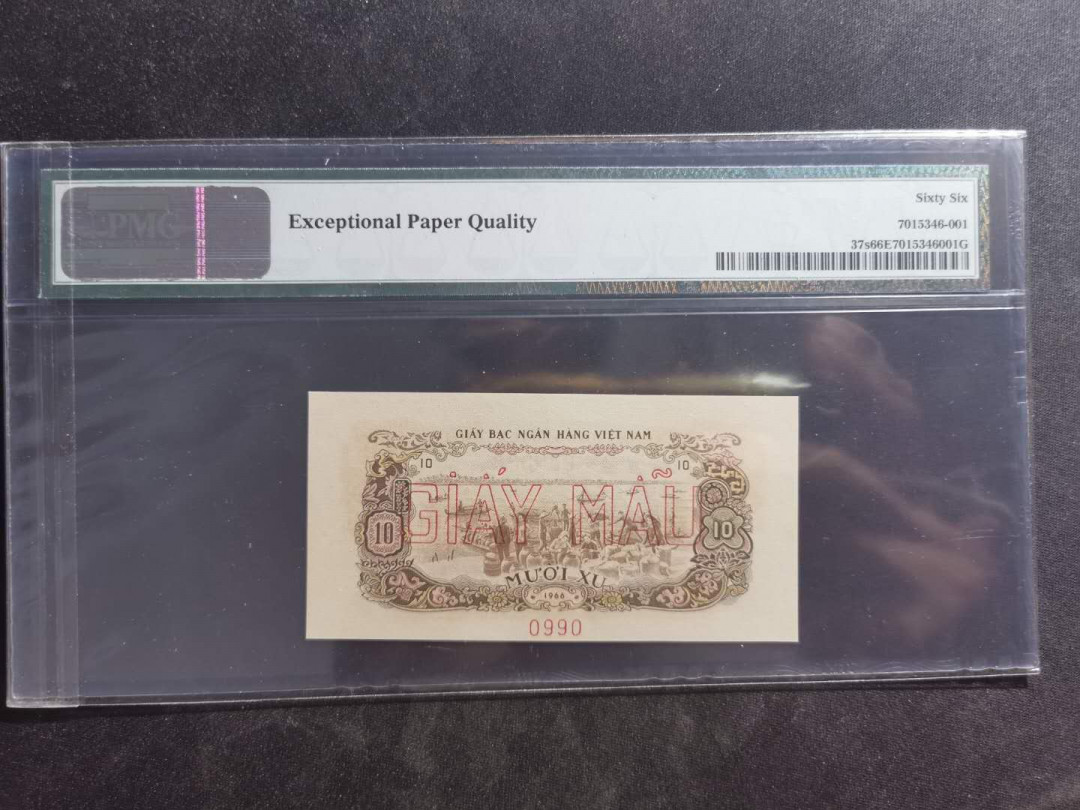 PMG
Exceptional Paper Quality
Sixty Six
7015346-001
37s66E7015346001G
GIẤY BẠC NGÂN HÀNG VIỆT NAM
10 10
GIẤY MẪU
10 10
MƯƠI XU
1966
0990